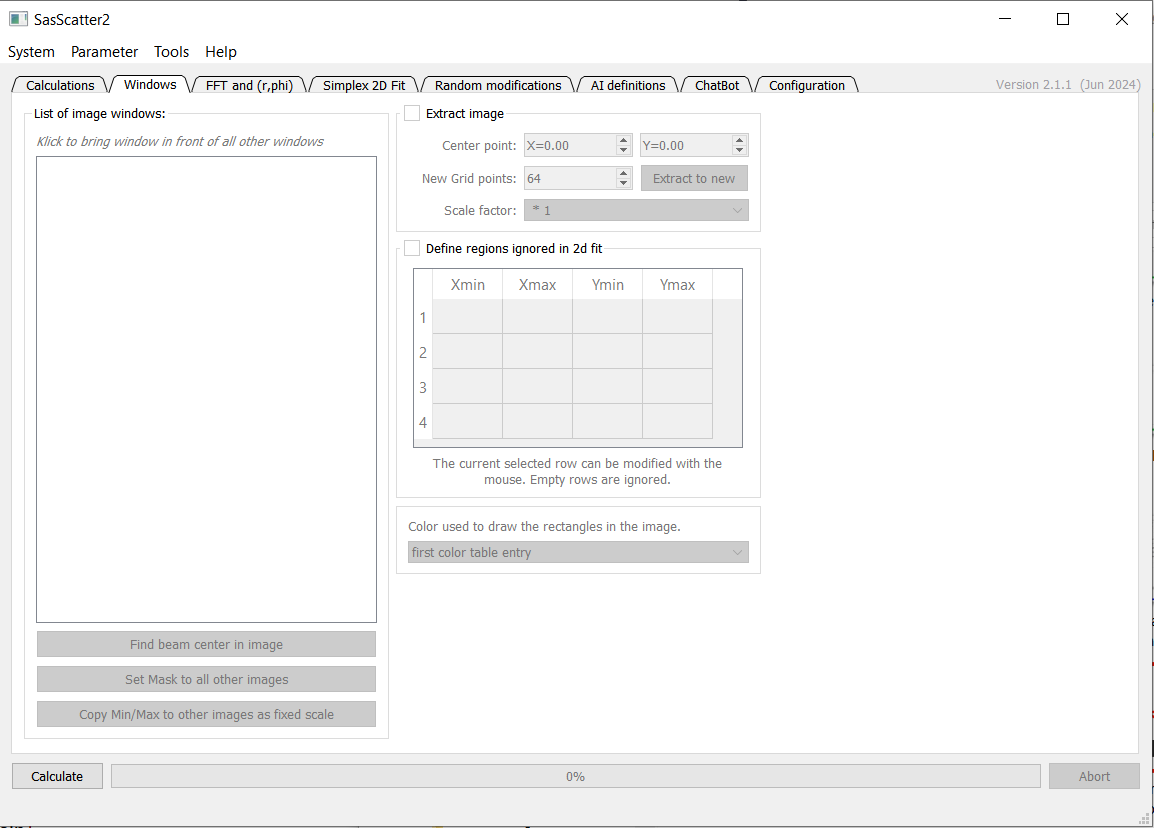 SasScatter2
System Parameter Tools Help
Calculations Windows FFT and (r,phi) Simplex 2D Fit Random modifications AI definitions ChatBot Configuration Version 2.1.1 (Jun 2024)
List of image windows:
Klick to bring window in front of all other windows
Find beam center in image
Set Mask to all other images
Copy Min/Max to other images as fixed scale
Extract image
Center point: X=0.00 Y=0.00
New Grid points: 64 Extract to new
Scale factor: * 1
Define regions ignored in 2d fit
Xmin Xmax Ymin Ymax
1
2
3
4
The current selected row can be modified with the
mouse. Empty rows are ignored.
Color used to draw the rectangles in the image.
first color table entry
Calculate 0% Abort